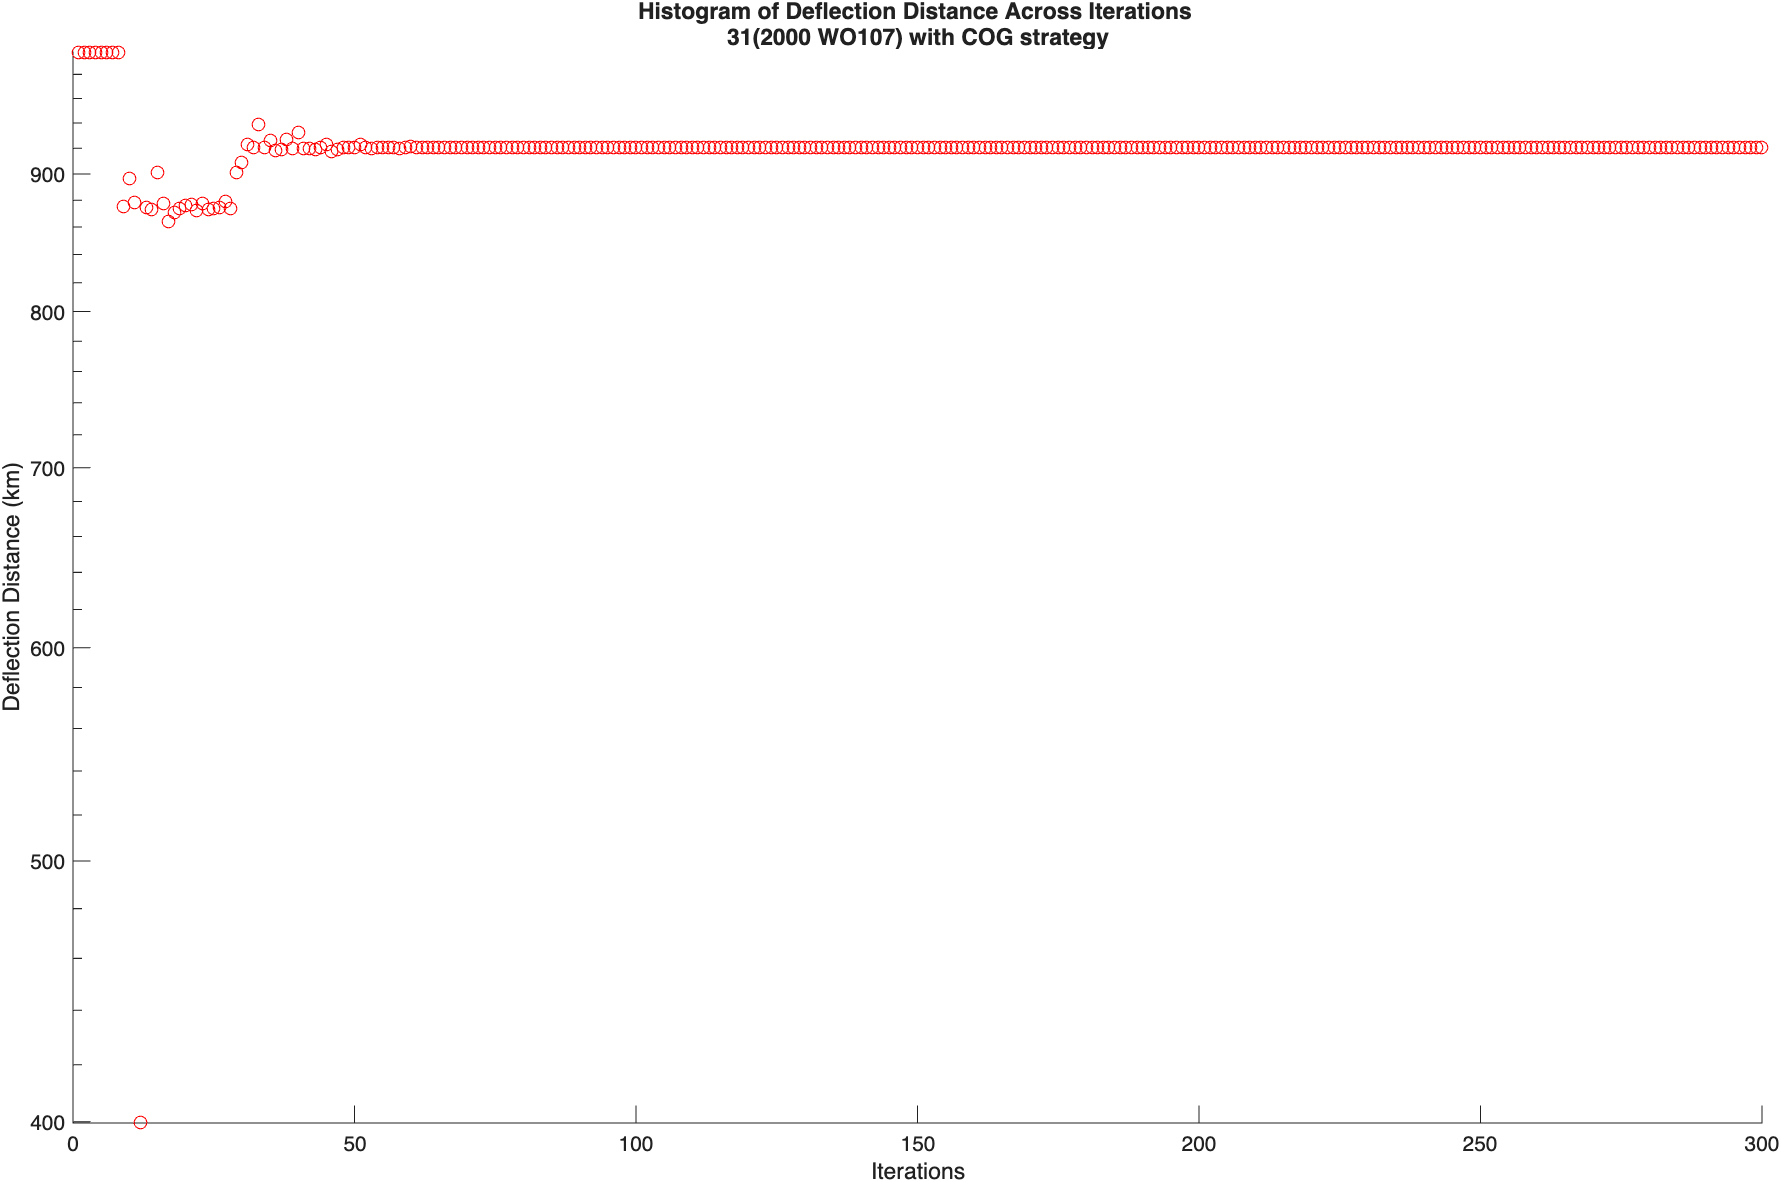 Histogram of Deflection Distance Across Iterations
31(2000 WO107) with COG strategy
900
800
700
600
500
400
Deflection Distance (km)
0 50 100 150 200 250 300
Iterations